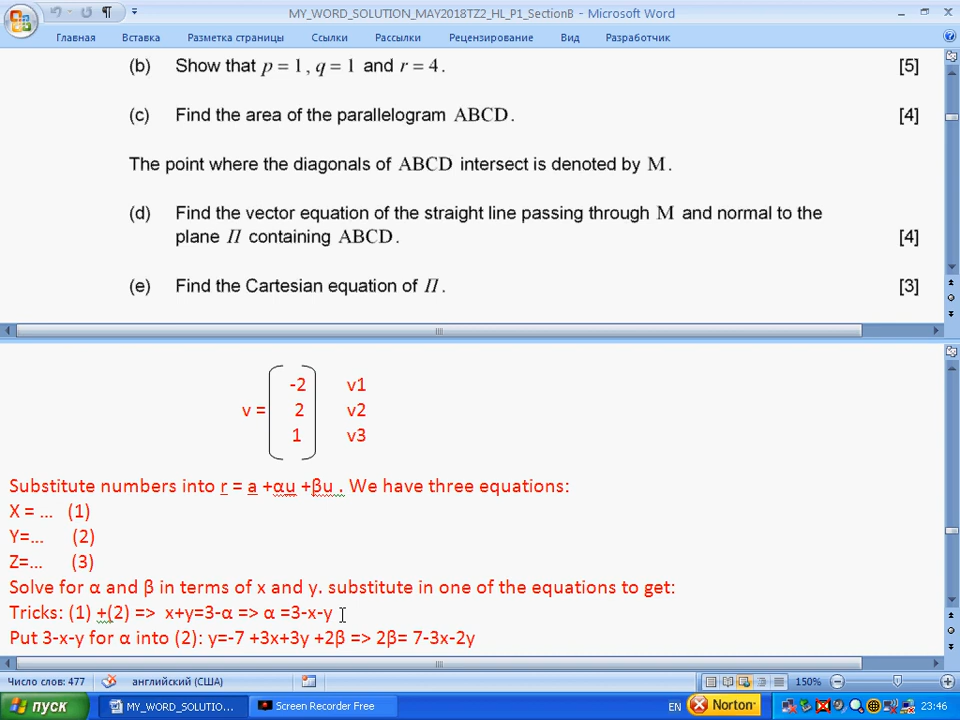 MY_WORD_SOLUTION_MAY2018TZ2_HL_P1_SectionB - Microsoft Word
Главная Вставка Разметка страницы Ссылки Рассылки Рецензирование Вид Разработчик
(b) Show that p = 1 , q = 1 and r = 4 . [5]
(c) Find the area of the parallelogram ABCD. [4]
The point where the diagonals of ABCD intersect is denoted by M.
(d) Find the vector equation of the straight line passing through M and normal to the
plane Π containing ABCD. [4]
(e) Find the Cartesian equation of Π. [3]
-2 v1
v = 2 v2
1 v3
Substitute numbers into r = a +αu +βu . We have three equations:
X = … (1)
Y=… (2)
Z=… (3)
Solve for α and β in terms of x and y. substitute in one of the equations to get:
Tricks: (1) +(2) => x+y=3-α => α =3-x-y
Put 3-x-y for α into (2): y=-7 +3x+3y +2β => 2β= 7-3x-2y
Число слов: 477 английский (США) 150%
пуск MY_WORD_SOLUTIO... Screen Recorder Free EN Norton 23:46